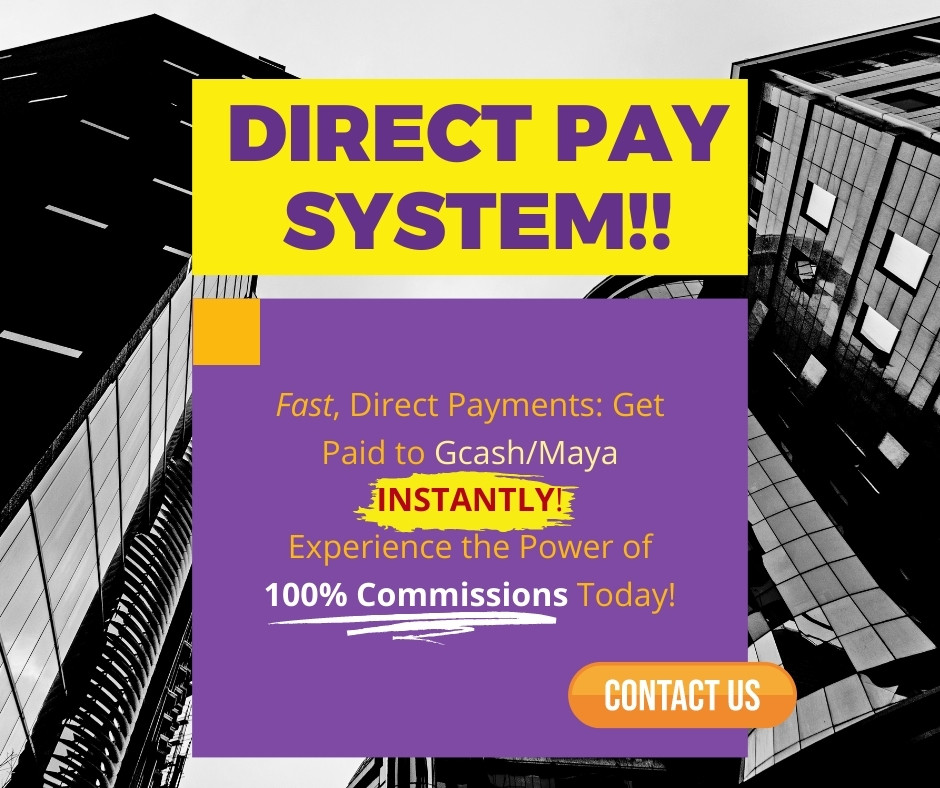 DIRECT PAY
SYSTEM!!
Fast, Direct Payments: Get
Paid to Gcash/Maya
INSTANTLY!
Experience the Power of
100% Commissions Today!
CONTACT US